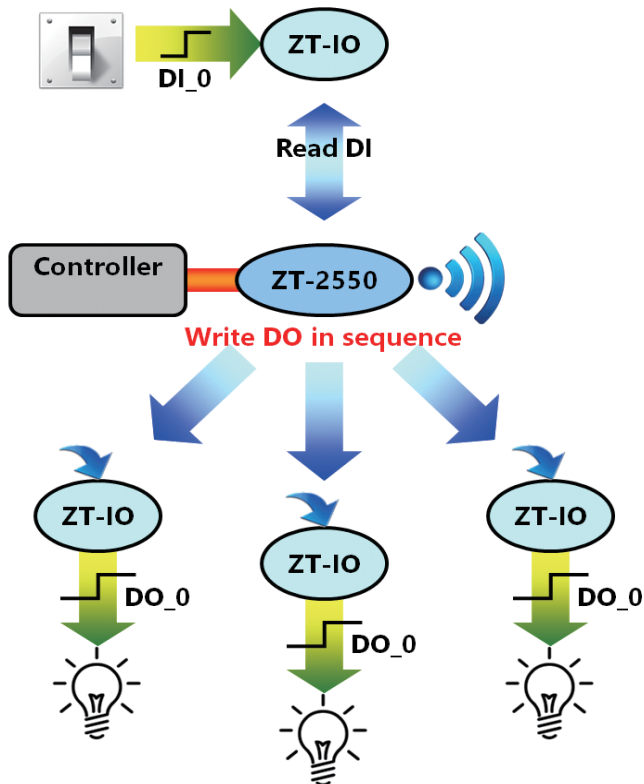 ZT-IO
DI_0
Read DI
Controller
ZT-2550
Write DO in sequence
ZT-IO
ZT-IO
ZT-IO
DO_0
DO_0
DO_0